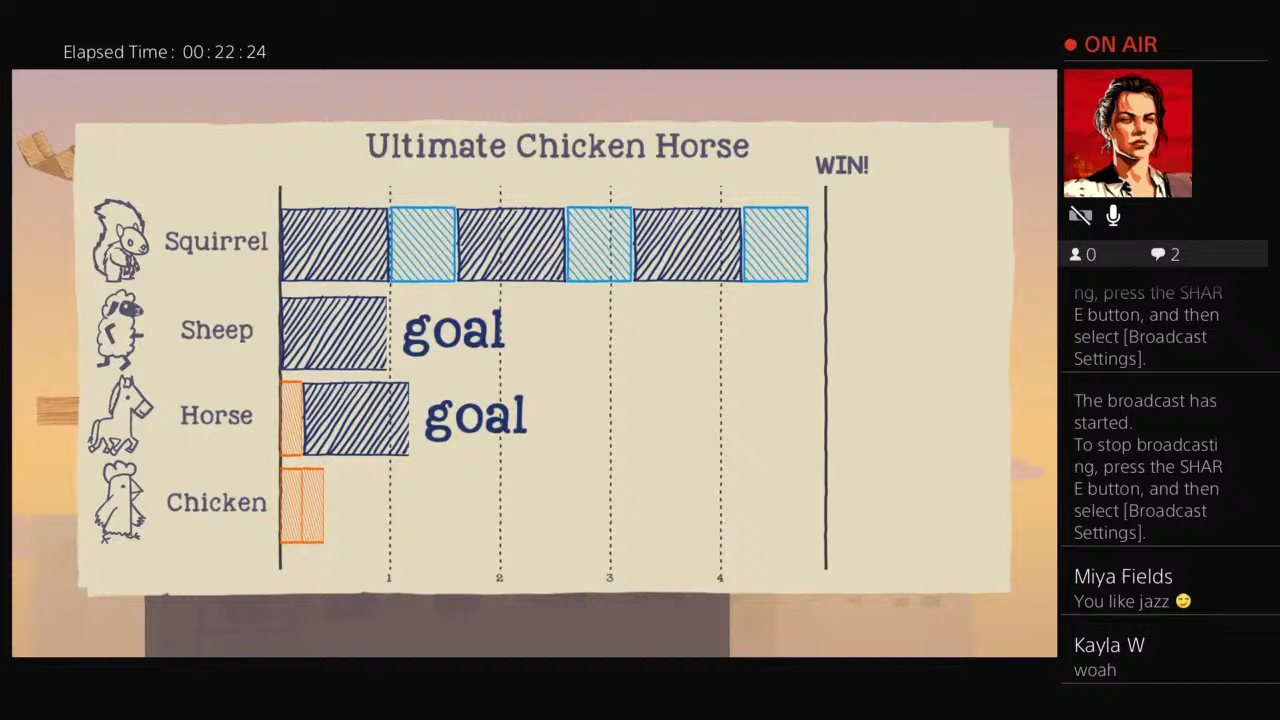 Elapsed Time: 00:22:24
ON AIR
Ultimate Chicken Horse
WIN!
Squirrel
Sheep
goal
Horse
goal
Chicken
1 2 3 4
0 2
ng, press the SHAR
E button, and then
select [Broadcast
Settings].
The broadcast has
started.
To stop broadcasti
ng, press the SHAR
E button, and then
select [Broadcast
Settings].
Miya Fields
You like jazz 😏
Kayla W
woah